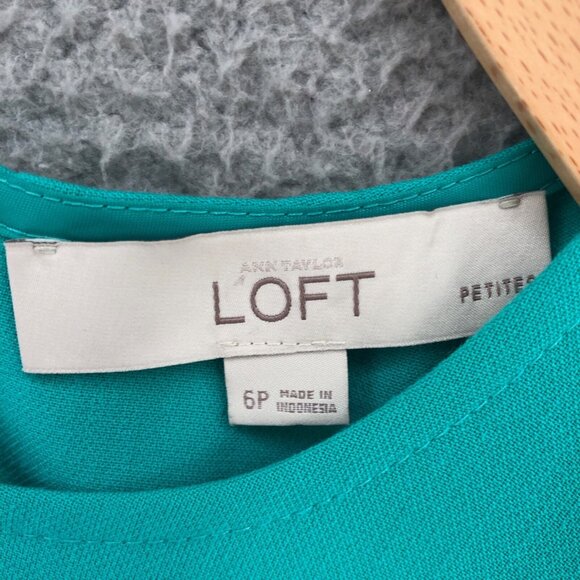 ANN TAYLOR
LOFT
PETITES
6P
MADE IN
INDONESIA